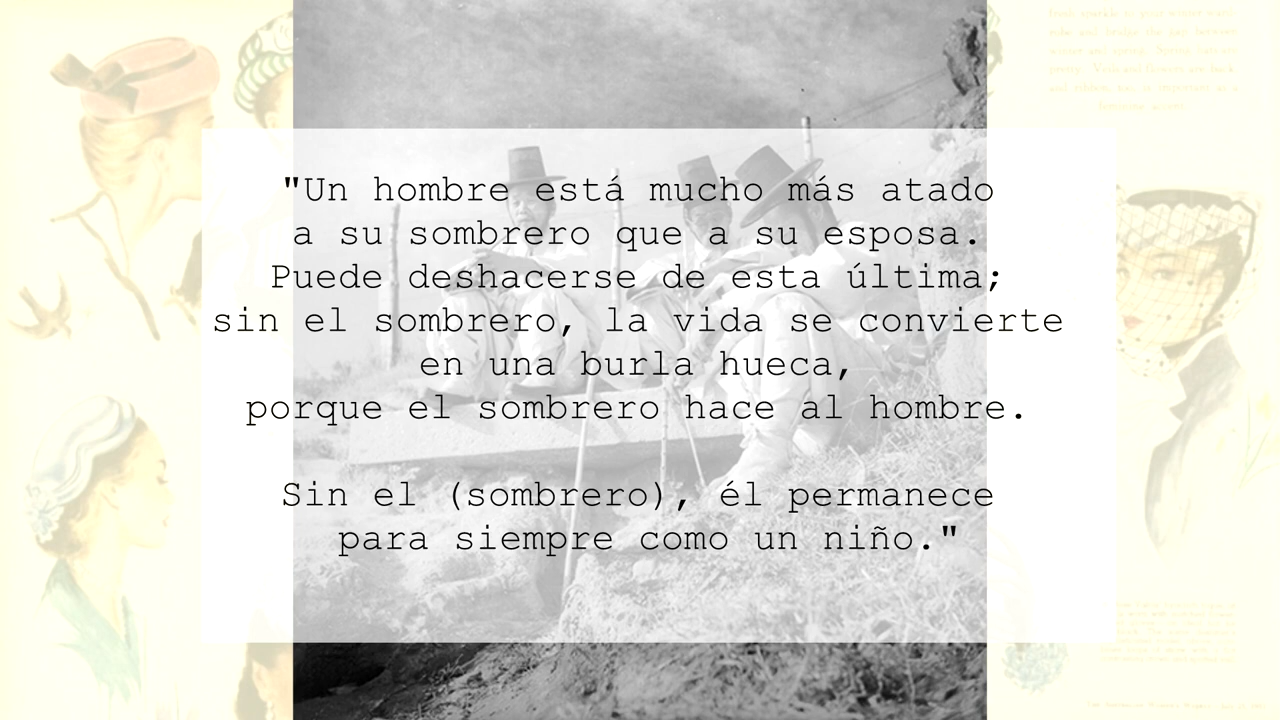 "Un hombre está mucho más atado
a su sombrero que a su esposa.
Puede deshacerse de esta última;
sin el sombrero, la vida se convierte
en una burla hueca,
porque el sombrero hace al hombre.
Sin el (sombrero), él permanece
para siempre como un niño."